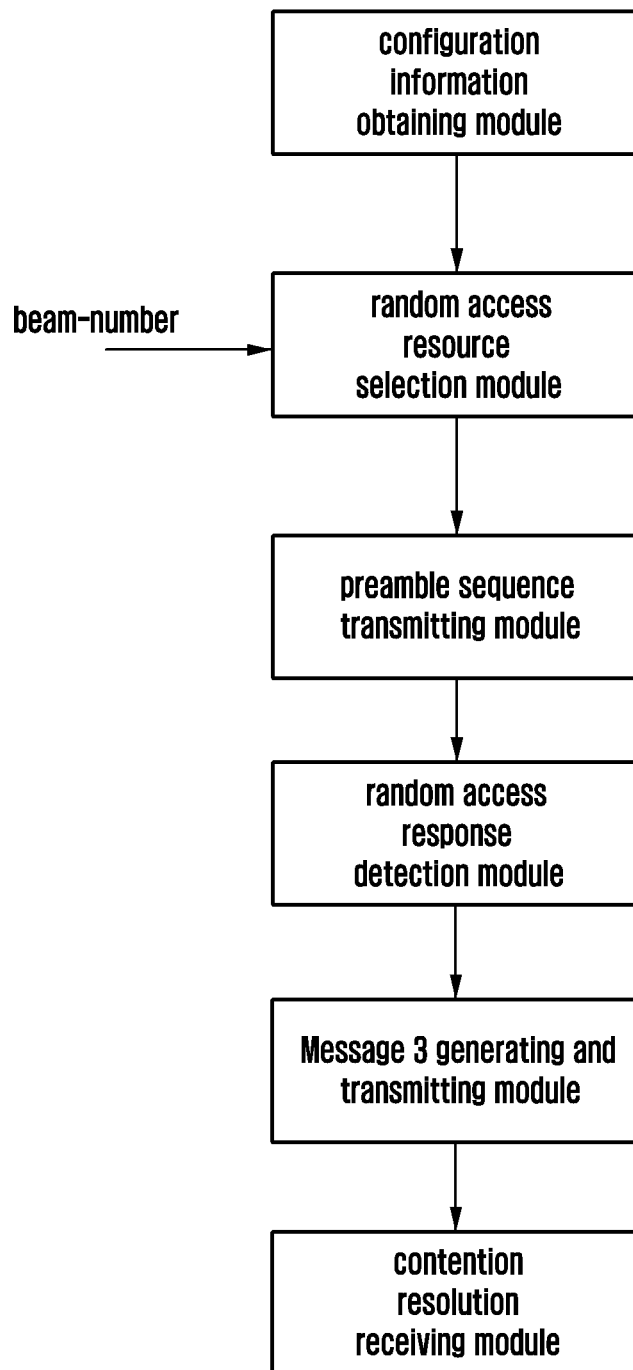 configuration
information
obtaining module
beam-number
random access
resource
selection module
preamble sequence
transmitting module
random access
response
detection module
Message 3 generating and
transmitting module
contention
resolution
receiving module